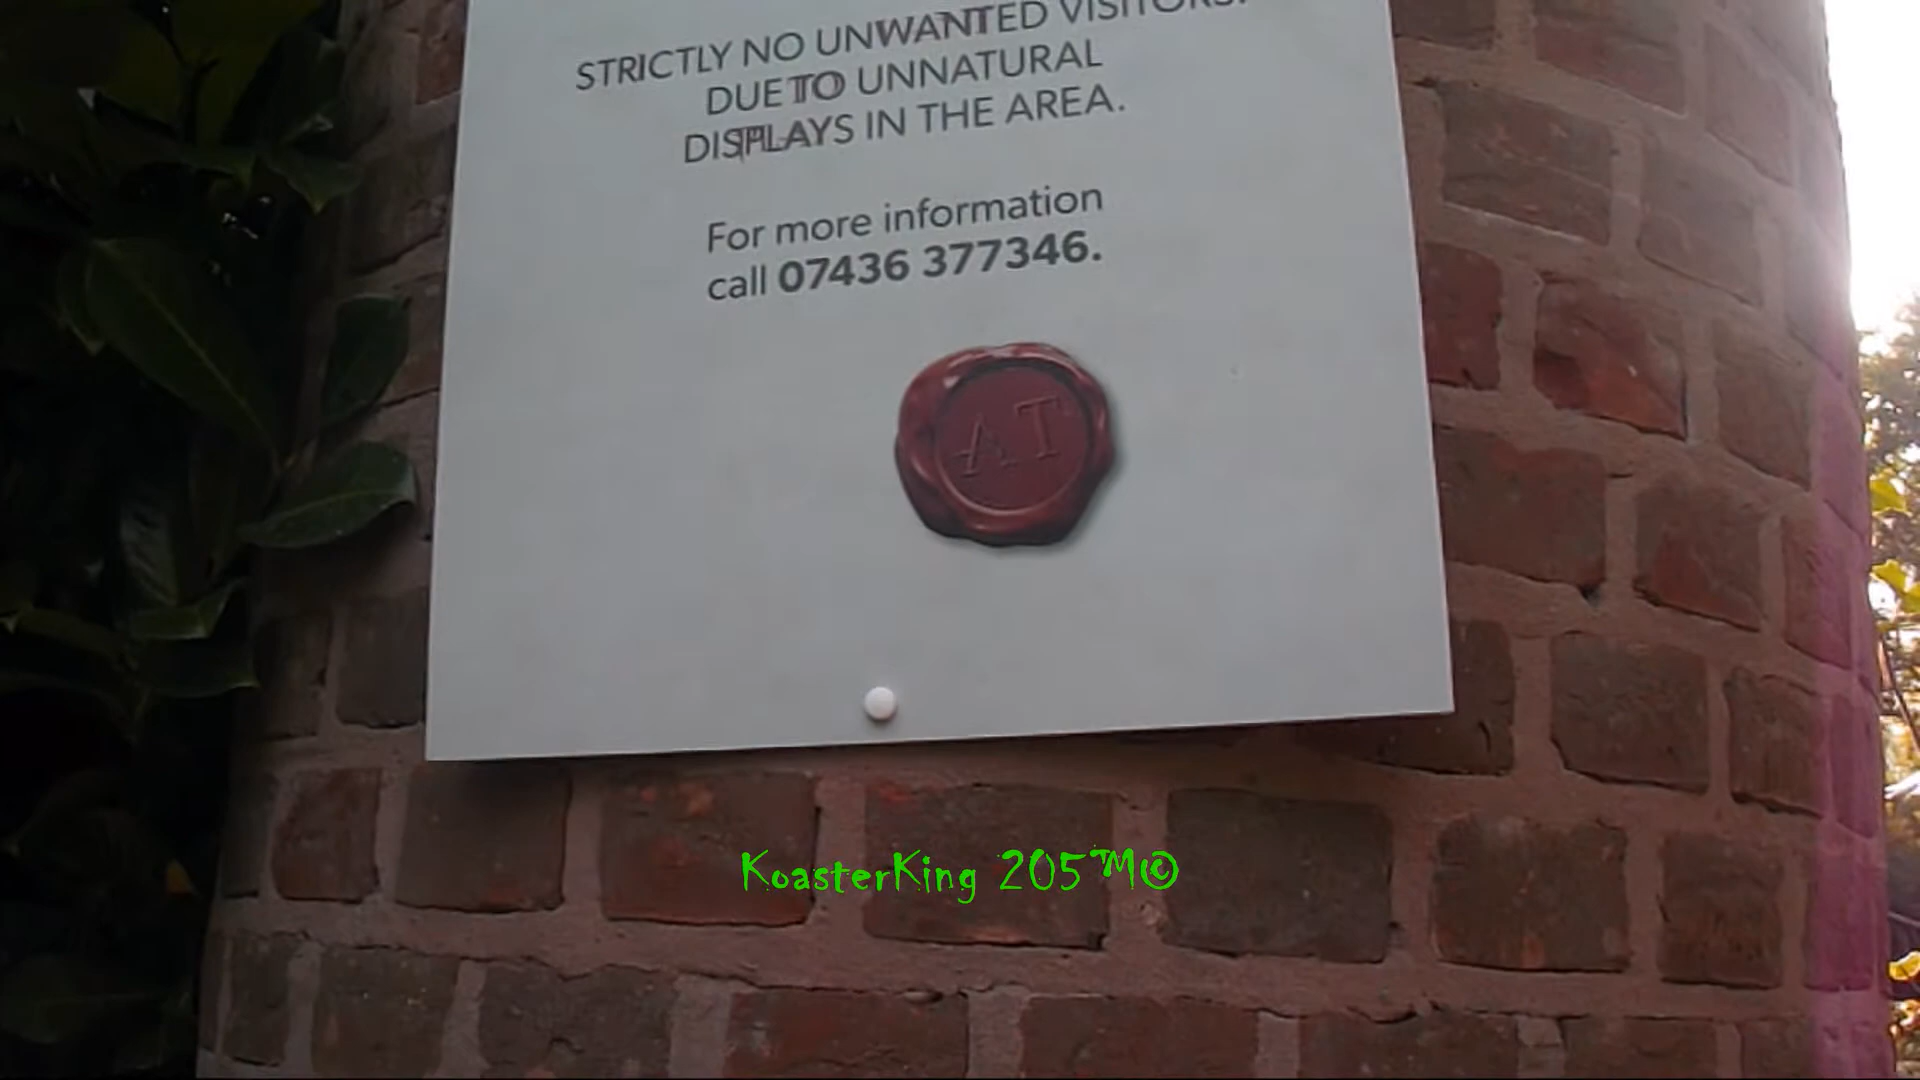 STRICTLY NO UNWANTED VISITORS.
DUE TO UNNATURAL
DISPLAYS IN THE AREA.
For more information
call 07436 377346.
AT
KoasterKing 205™©